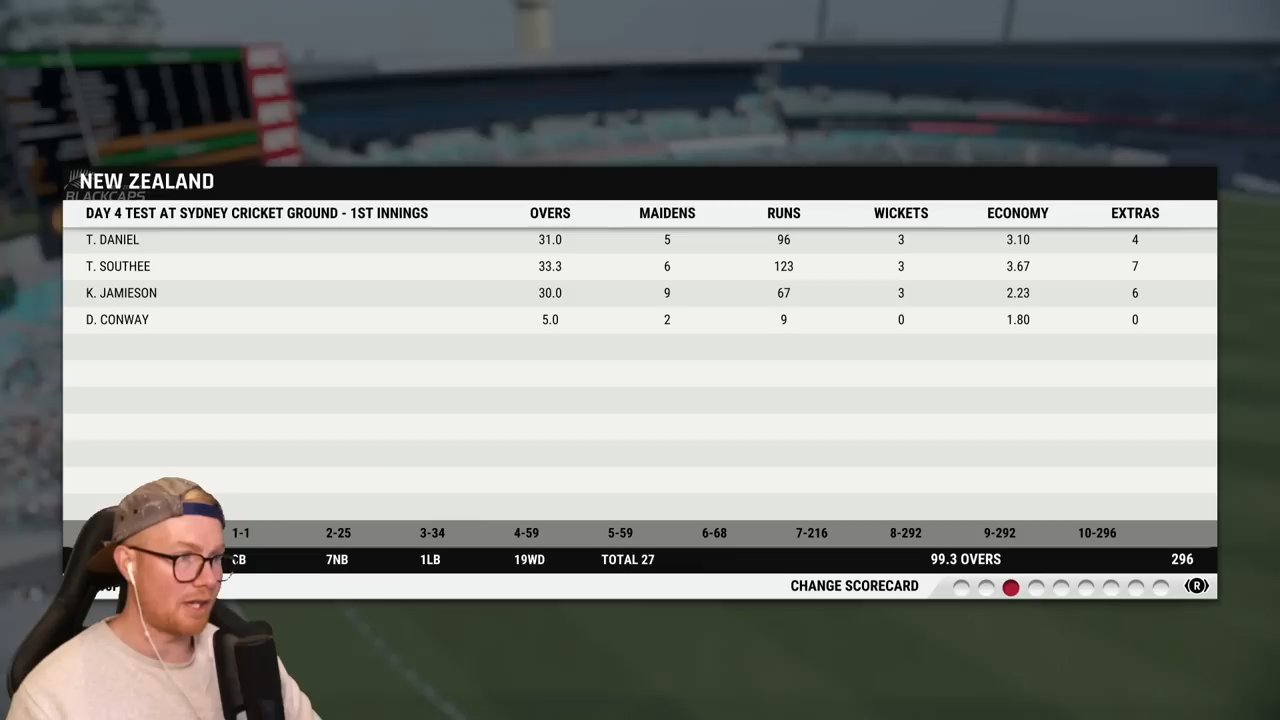 NEW ZEALAND
BLACKCAPS
DAY 4 TEST AT SYDNEY CRICKET GROUND - 1ST INNINGS OVERS MAIDENS RUNS WICKETS ECONOMY EXTRAS
T. DANIEL 31.0 5 96 3 3.10 4
T. SOUTHEE 33.3 6 123 3 3.67 7
K. JAMIESON 30.0 9 67 3 2.23 6
D. CONWAY 5.0 2 9 0 1.80 0
1-1 2-25 3-34 4-59 5-59 6-68 7-216 8-292 9-292 10-296
7NB 1LB 19WD TOTAL 27 99.3 OVERS 296
CHANGE SCORECARD R